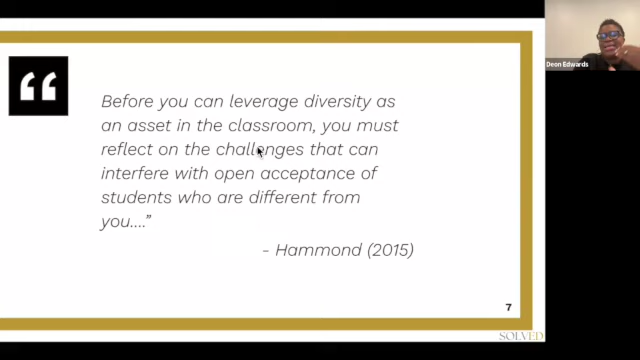 Before you can leverage diversity as
an asset in the classroom, you must
reflect on the challenges that can
interfere with open acceptance of
students who are different from
you....”
- Hammond (2015)
7
SOLVED
Deon Edwards